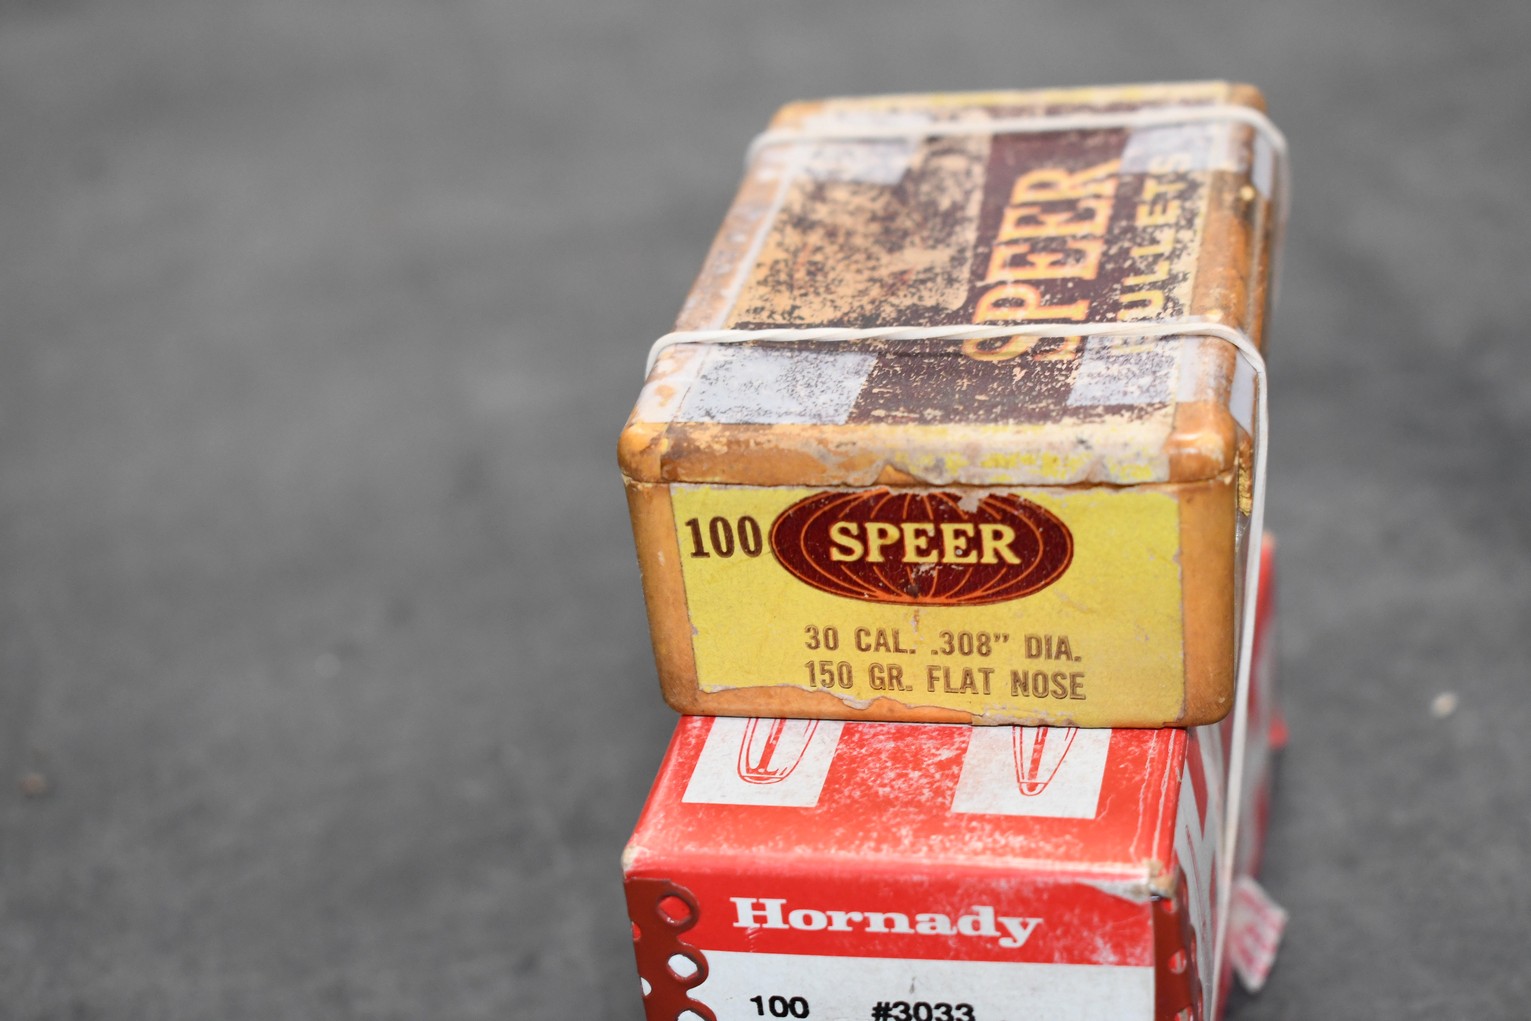 SPEER
BULLETS
100 SPEER
30 CAL. .308” DIA.
150 GR. FLAT NOSE
Hornady
100 #3033